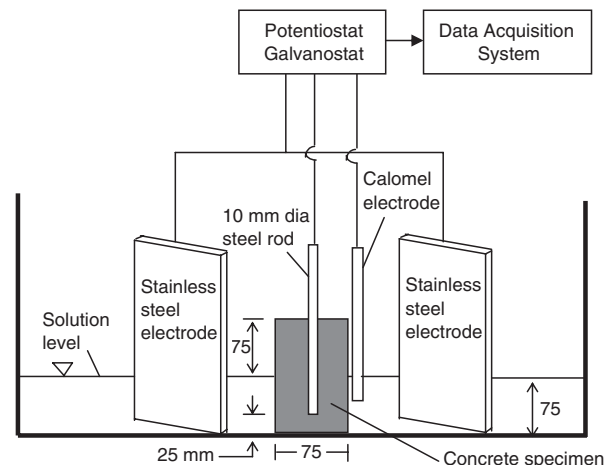 Potentiostat
Galvanostat
Data Acquisition
System
Calomel
electrode
10 mm dia
steel rod
Stainless
steel
electrode
Stainless
steel
electrode
Solution
level
75
75
25 mm
75
Concrete specimen